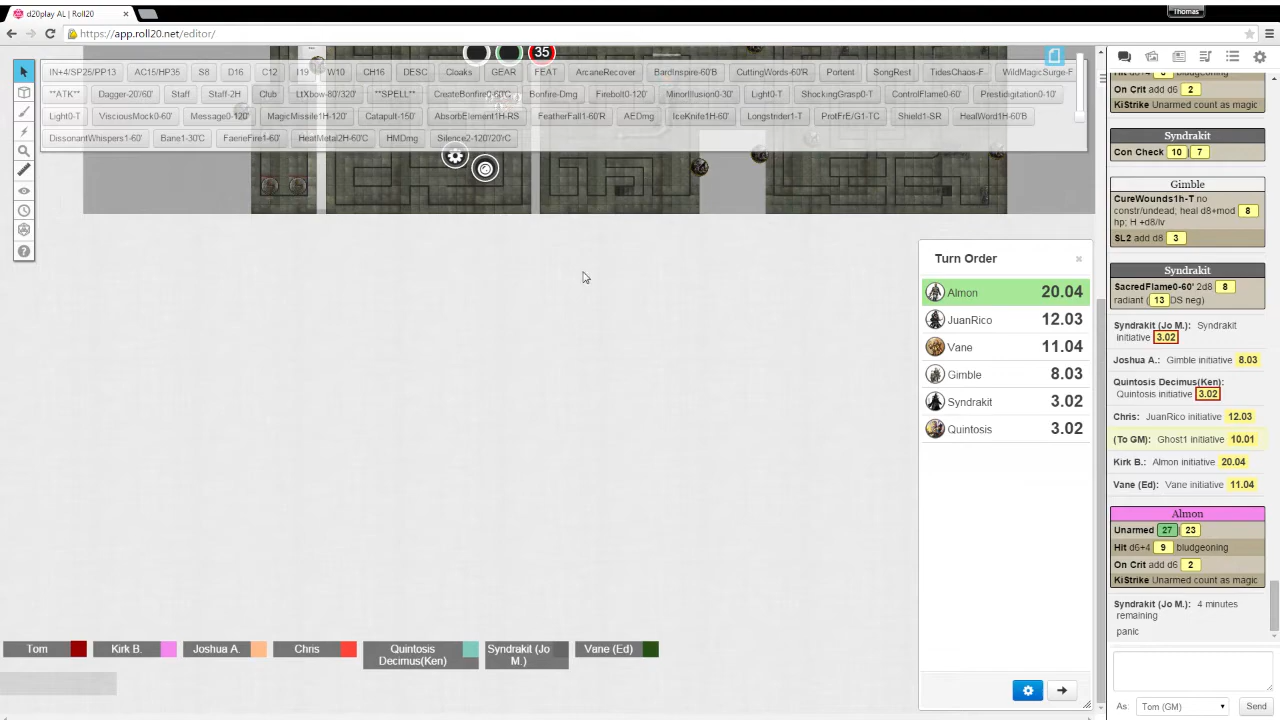 d20play AL | Roll20
Thomas
https://app.roll20.net/editor/
35
IN+4/SP25/PP13 AC15/HP35 S8 D16 C12 I19 W10 CH16 DESC Cloaks GEAR FEAT ArcaneRecover BardInspire-60'B CuttingWords-60'R Portent SongRest TidesChaos-F WildMagicSurge-F
**ATK** Dagger-20'/60' Staff Staff-2H Club LtXbow-80'/320' **SPELL** CreateBonfire0-60'C Bonfire-Dmg Firebolt0-120' MinorIllusion0-30' Light0-T ShockingGrasp0-T ControlFlame0-60' Prestidigitation0-10'
Light0-T ViciousMock0-60' Message0-120' MagicMissile1H-120' Catapult-150' AbsorbElement1H-RS FeatherFall1-60'R AEDmg IceKnife1H-60' Longstrider1-T ProtFrE/G1-TC Shield1-SR HealWord1H-60'B
DissonantWhispers1-60' Bane1-30'C FaerieFire1-60' HeatMetal2H-60'C HMDmg Silence2-120'/20'rC
Turn Order ×
Almon 20.04
JuanRico 12.03
Vane 11.04
Gimble 8.03
Syndrakit 3.02
Quintosis 3.02
On Crit add d6 2
KiStrike Unarmed count as magic
Syndrakit
Con Check 10 7
Gimble
CureWounds1h-T no
constr/undead; heal d8+mod 8
hp; H +d8/lv
SL2 add d8 3
Syndrakit
SacredFlame0-60' 2d8 8
radiant ( 13 DS neg)
Syndrakit (Jo M.): Syndrakit
initiative 3.02
Joshua A.: Gimble initiative 8.03
Quintosis Decimus(Ken):
Quintosis initiative 3.02
Chris: JuanRico initiative 12.03
(To GM): Ghost1 initiative 10.01
Kirk B.: Almon initiative 20.04
Vane (Ed): Vane initiative 11.04
Almon
Unarmed 27 23
Hit d6+4 9 bludgeoning
On Crit add d6 2
KiStrike Unarmed count as magic
Syndrakit (Jo M.): 4 minutes
remaining
panic
Tom Kirk B. Joshua A. Chris Quintosis Decimus(Ken) Syndrakit (Jo M.) Vane (Ed)
As: Tom (GM) Send